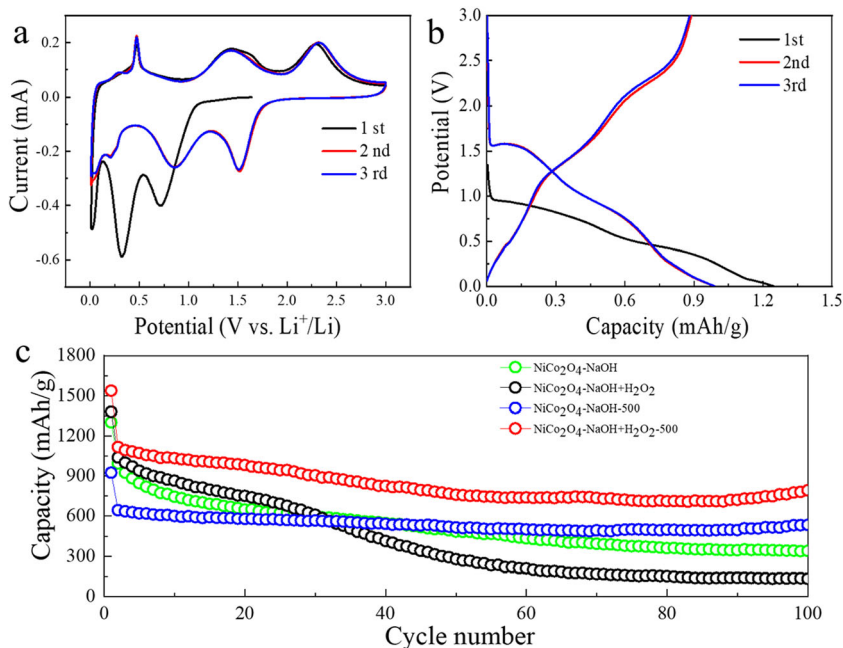 a
0.4
0.2
0.0
-0.2
-0.4
-0.6
Current (mA)
1 st
2 nd
3 rd
0.0 0.5 1.0 1.5 2.0 2.5 3.0
Potential (V vs. Li⁺/Li)
b
3.0
2.5
2.0
1.5
1.0
0.5
0.0
Potential (V)
1st
2nd
3rd
0.0 0.3 0.6 0.9 1.2 1.5
Capacity (mAh/g)
c
1800
1500
1200
900
600
300
0
Capacity (mAh/g)
NiCo₂O₄-NaOH
NiCo₂O₄-NaOH+H₂O₂
NiCo₂O₄-NaOH-500
NiCo₂O₄-NaOH+H₂O₂-500
0 20 40 60 80 100
Cycle number